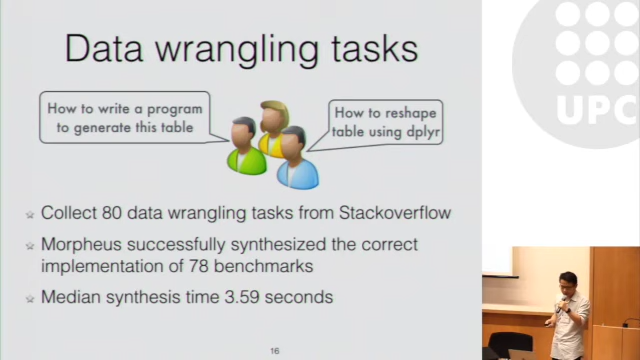 Data wrangling tasks
How to write a program
to generate this table
How to reshape
table using dplyr
☆ Collect 80 data wrangling tasks from Stackoverflow
☆ Morpheus successfully synthesized the correct
implementation of 78 benchmarks
☆ Median synthesis time 3.59 seconds
16
UPC